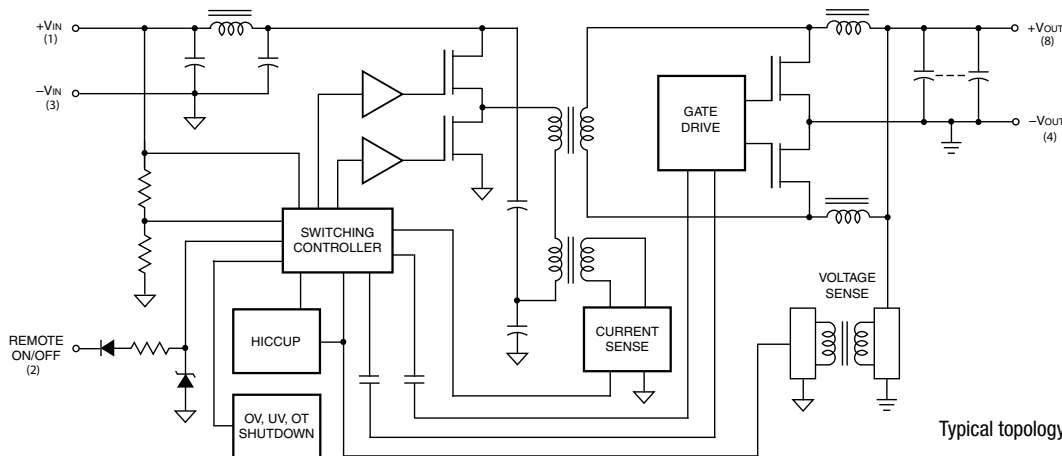 +VIN
(1)
−VIN
(3)
+VOUT
(8)
−VOUT
(4)
GATE
DRIVE
SWITCHING
CONTROLLER
VOLTAGE
SENSE
REMOTE
ON/OFF
(2)
HICCUP
CURRENT
SENSE
OV, UV, OT
SHUTDOWN
Typical topology